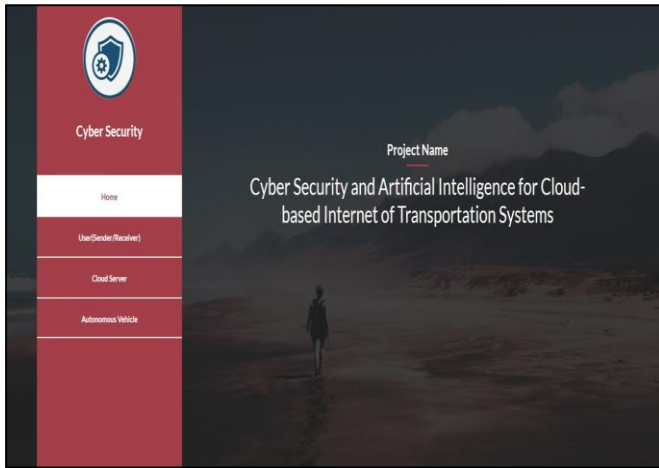 Cyber Security
Home
User(Sender/Receiver)
Cloud Server
Autonomous Vehicle
Project Name
Cyber Security and Artificial Intelligence for Cloud-
based Internet of Transportation Systems